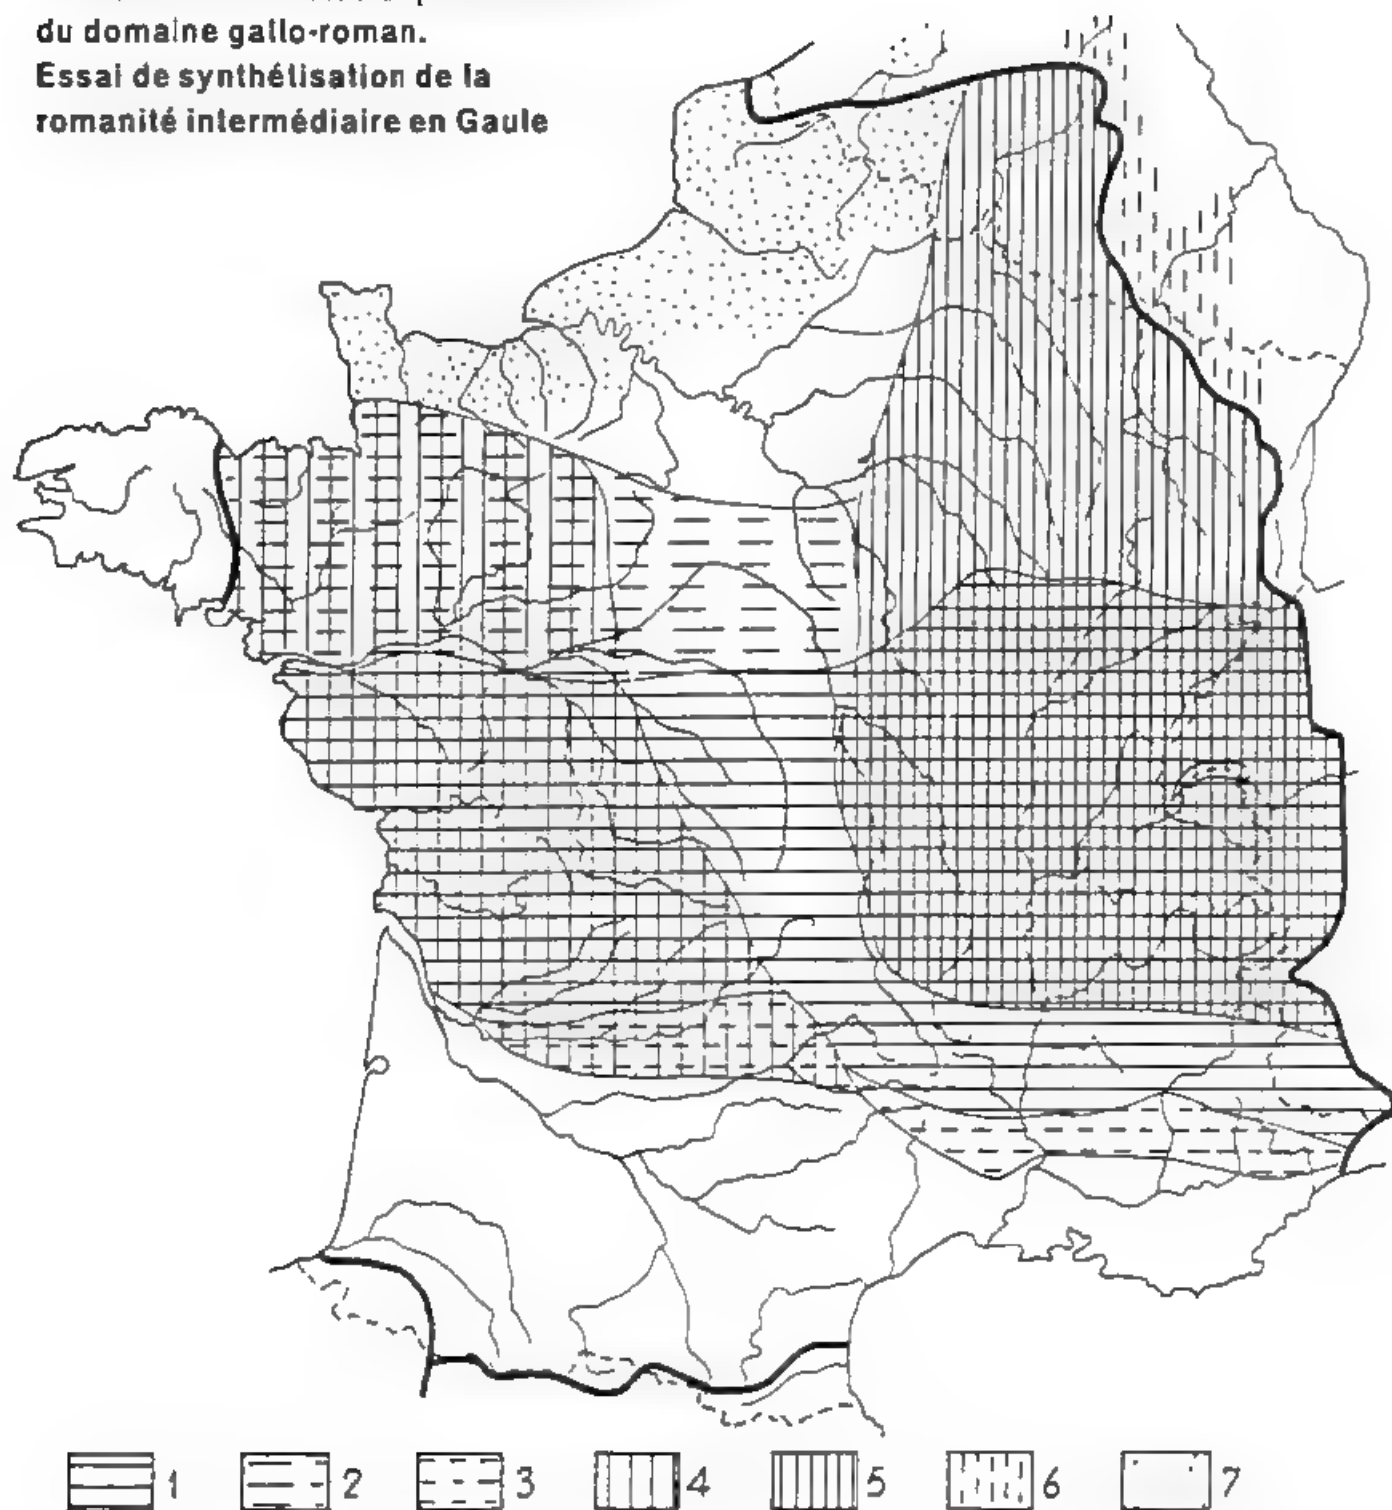 du domaine gallo-roman.
Essai de synthétisation de la
romanité intermédiaire en Gaule
1 2 3 4 5 6 7